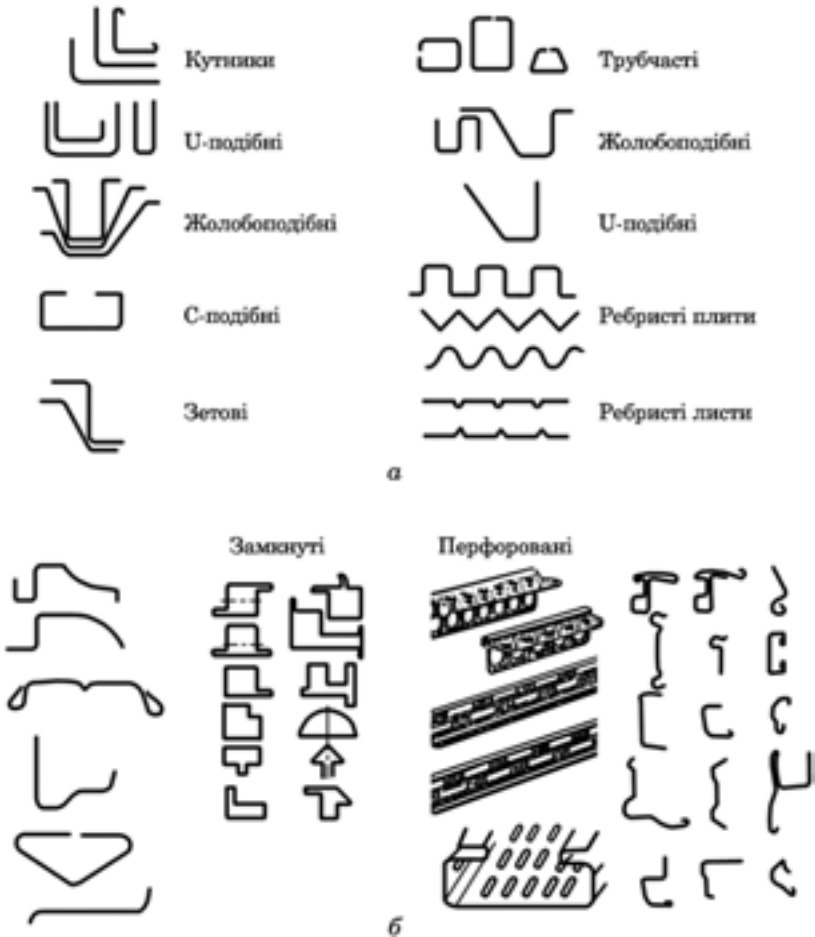 Кутники
Трубчасті
U-подібні
Жолобоподібні
Жолобоподібні
U-подібні
С-подібні
Ребристі плити
Зетові
Ребристі листи
а
Замкнуті
Перфоровані
б